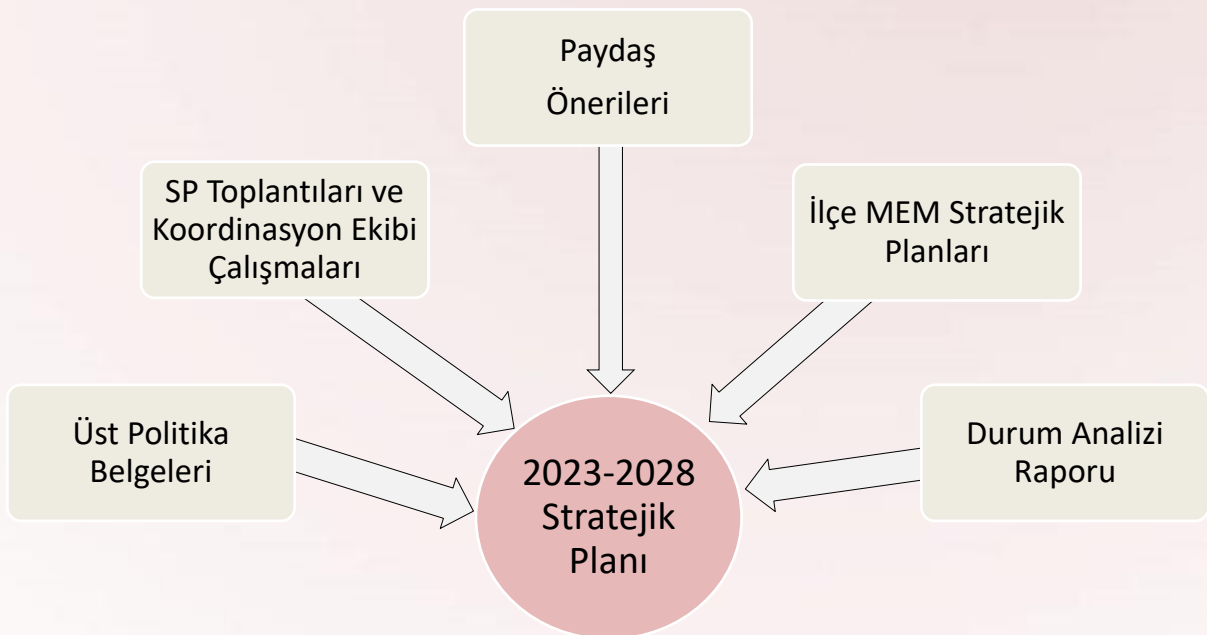 Paydaş
Önerileri
SP Toplantıları ve
Koordinasyon Ekibi
Çalışmaları
İlçe MEM Stratejik
Planları
Üst Politika
Belgeleri
Durum Analizi
Raporu
2023-2028
Stratejik
Planı